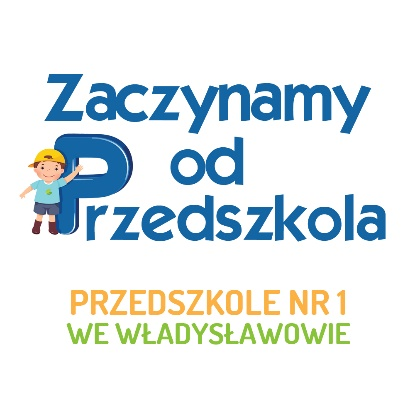 Zaczynamy
od
Przedszkola
PRZEDSZKOLE NR 1
WE WŁADYSŁAWOWIE